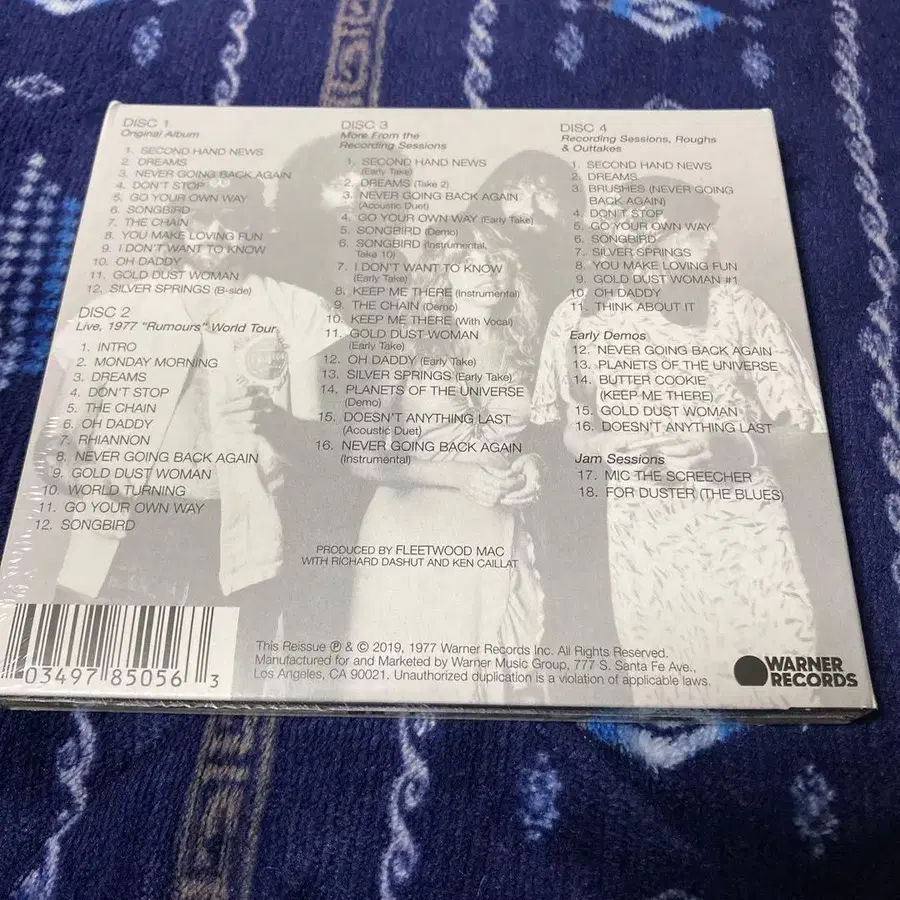 DISC 1
Original Album
1. SECOND HAND NEWS
2. DREAMS
3. NEVER GOING BACK AGAIN
4. DON'T STOP
5. GO YOUR OWN WAY
6. SONGBIRD
7. THE CHAIN
8. YOU MAKE LOVING FUN
9. I DON'T WANT TO KNOW
10. OH DADDY
11. GOLD DUST WOMAN
12. SILVER SPRINGS (B-side)
DISC 2
Live, 1977 "Rumours" World Tour
1. INTRO
2. MONDAY MORNING
3. DREAMS
4. DON'T STOP
5. THE CHAIN
6. OH DADDY
7. RHIANNON
8. NEVER GOING BACK AGAIN
9. GOLD DUST WOMAN
10. WORLD TURNING
11. GO YOUR OWN WAY
12. SONGBIRD
DISC 3
More From the
Recording Sessions
1. SECOND HAND NEWS
(Early Take)
2. DREAMS (Take 2)
3. NEVER GOING BACK AGAIN
(Acoustic Duet)
4. GO YOUR OWN WAY (Early Take)
5. SONGBIRD (Demo)
6. SONGBIRD (Instrumental,
Take 10)
7. I DON'T WANT TO KNOW
(Early Take)
8. KEEP ME THERE (Instrumental)
9. THE CHAIN (Demo)
10. KEEP ME THERE (With Vocal)
11. GOLD DUST WOMAN
(Early Take)
12. OH DADDY (Early Take)
13. SILVER SPRINGS (Early Take)
14. PLANETS OF THE UNIVERSE
(Demo)
15. DOESN'T ANYTHING LAST
(Acoustic Duet)
16. NEVER GOING BACK AGAIN
(Instrumental)
DISC 4
Recording Sessions, Roughs
& Outtakes
1. SECOND HAND NEWS
2. DREAMS
3. BRUSHES (NEVER GOING
BACK AGAIN)
4. DON'T STOP
5. GO YOUR OWN WAY
6. SONGBIRD
7. SILVER SPRINGS
8. YOU MAKE LOVING FUN
9. GOLD DUST WOMAN #1
10. OH DADDY
11. THINK ABOUT IT
Early Demos
12. NEVER GOING BACK AGAIN
13. PLANETS OF THE UNIVERSE
14. BUTTER COOKIE
(KEEP ME THERE)
15. GOLD DUST WOMAN
16. DOESN'T ANYTHING LAST
Jam Sessions
17. MIC THE SCREECHER
18. FOR DUSTER (THE BLUES)
PRODUCED BY FLEETWOOD MAC
WITH RICHARD DASHUT AND KEN CAILLAT
03497 85056 3
This Reissue ℗ & © 2019, 1977 Warner Records Inc. All Rights Reserved.
Manufactured for and Marketed by Warner Music Group, 777 S. Santa Fe Ave.,
Los Angeles, CA 90021. Unauthorized duplication is a violation of applicable laws.
WARNER
RECORDS